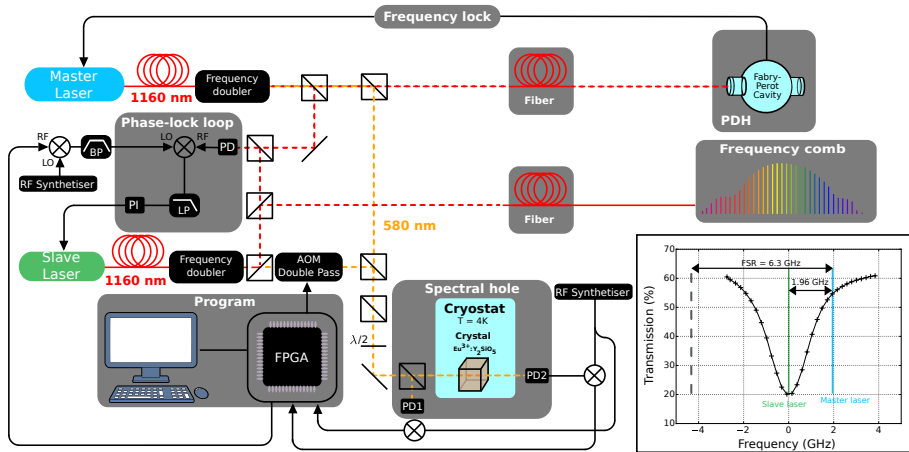 Frequency lock
Master
Laser
1160 nm
Frequency
doubler
Fiber
Fabry-
Perot
Cavity
PDH
Phase-lock loop
RF
LO
BP
LO
RF
PD
RF Synthetiser
PI
LP
Frequency comb
Fiber
580 nm
Slave
Laser
1160 nm
Frequency
doubler
AOM
Double Pass
Program
FPGA
λ/2
Spectral hole
Cryostat
T = 4K
Crystal
Eu³⁺:Y₂SiO₅
PD1
PD2
RF Synthetiser
FSR = 6.3 GHz
1.96 GHz
Slave laser
Master laser
Transmission (%)
70
60
50
40
30
20
10
−4
−2
0
2
4
Frequency (GHz)